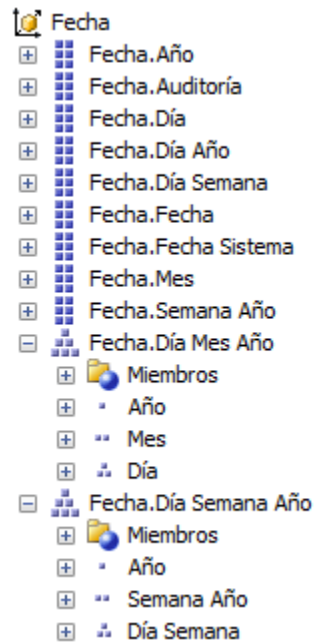 Fecha
Fecha.Año
Fecha.Auditoría
Fecha.Día
Fecha.Día Año
Fecha.Día Semana
Fecha.Fecha
Fecha.Fecha Sistema
Fecha.Mes
Fecha.Semana Año
Fecha.Día Mes Año
Miembros
Año
Mes
Día
Fecha.Día Semana Año
Miembros
Año
Semana Año
Día Semana